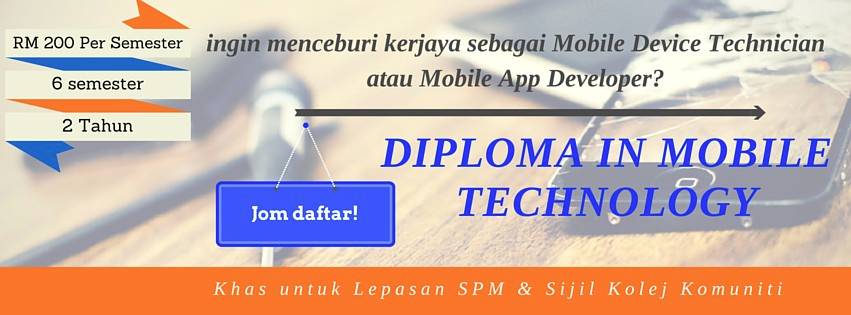 RM 200 Per Semester
6 semester
2 Tahun
ingin menceburi kerjaya sebagai Mobile Device Technician
atau Mobile App Developer?
DIPLOMA IN MOBILE
TECHNOLOGY
Jom daftar!
Khas untuk Lepasan SPM & Sijil Kolej Komuniti